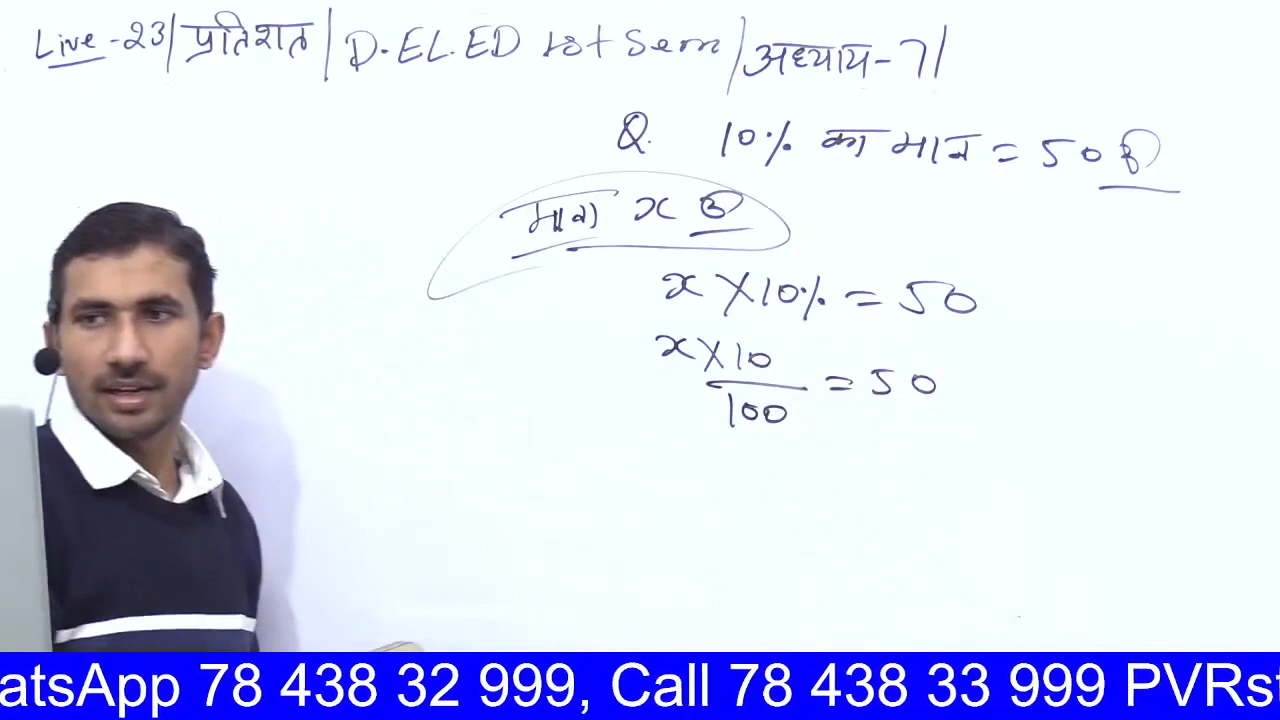 Live -23|प्रतिशत|D.EL.ED 1st Sem|अध्याय-7|
Q. 10% का मान = 50 रु
माना x रु
x×10% = 50
x×10/100 = 50
atsApp 78 438 32 999, Call 78 438 33 999 PVRst